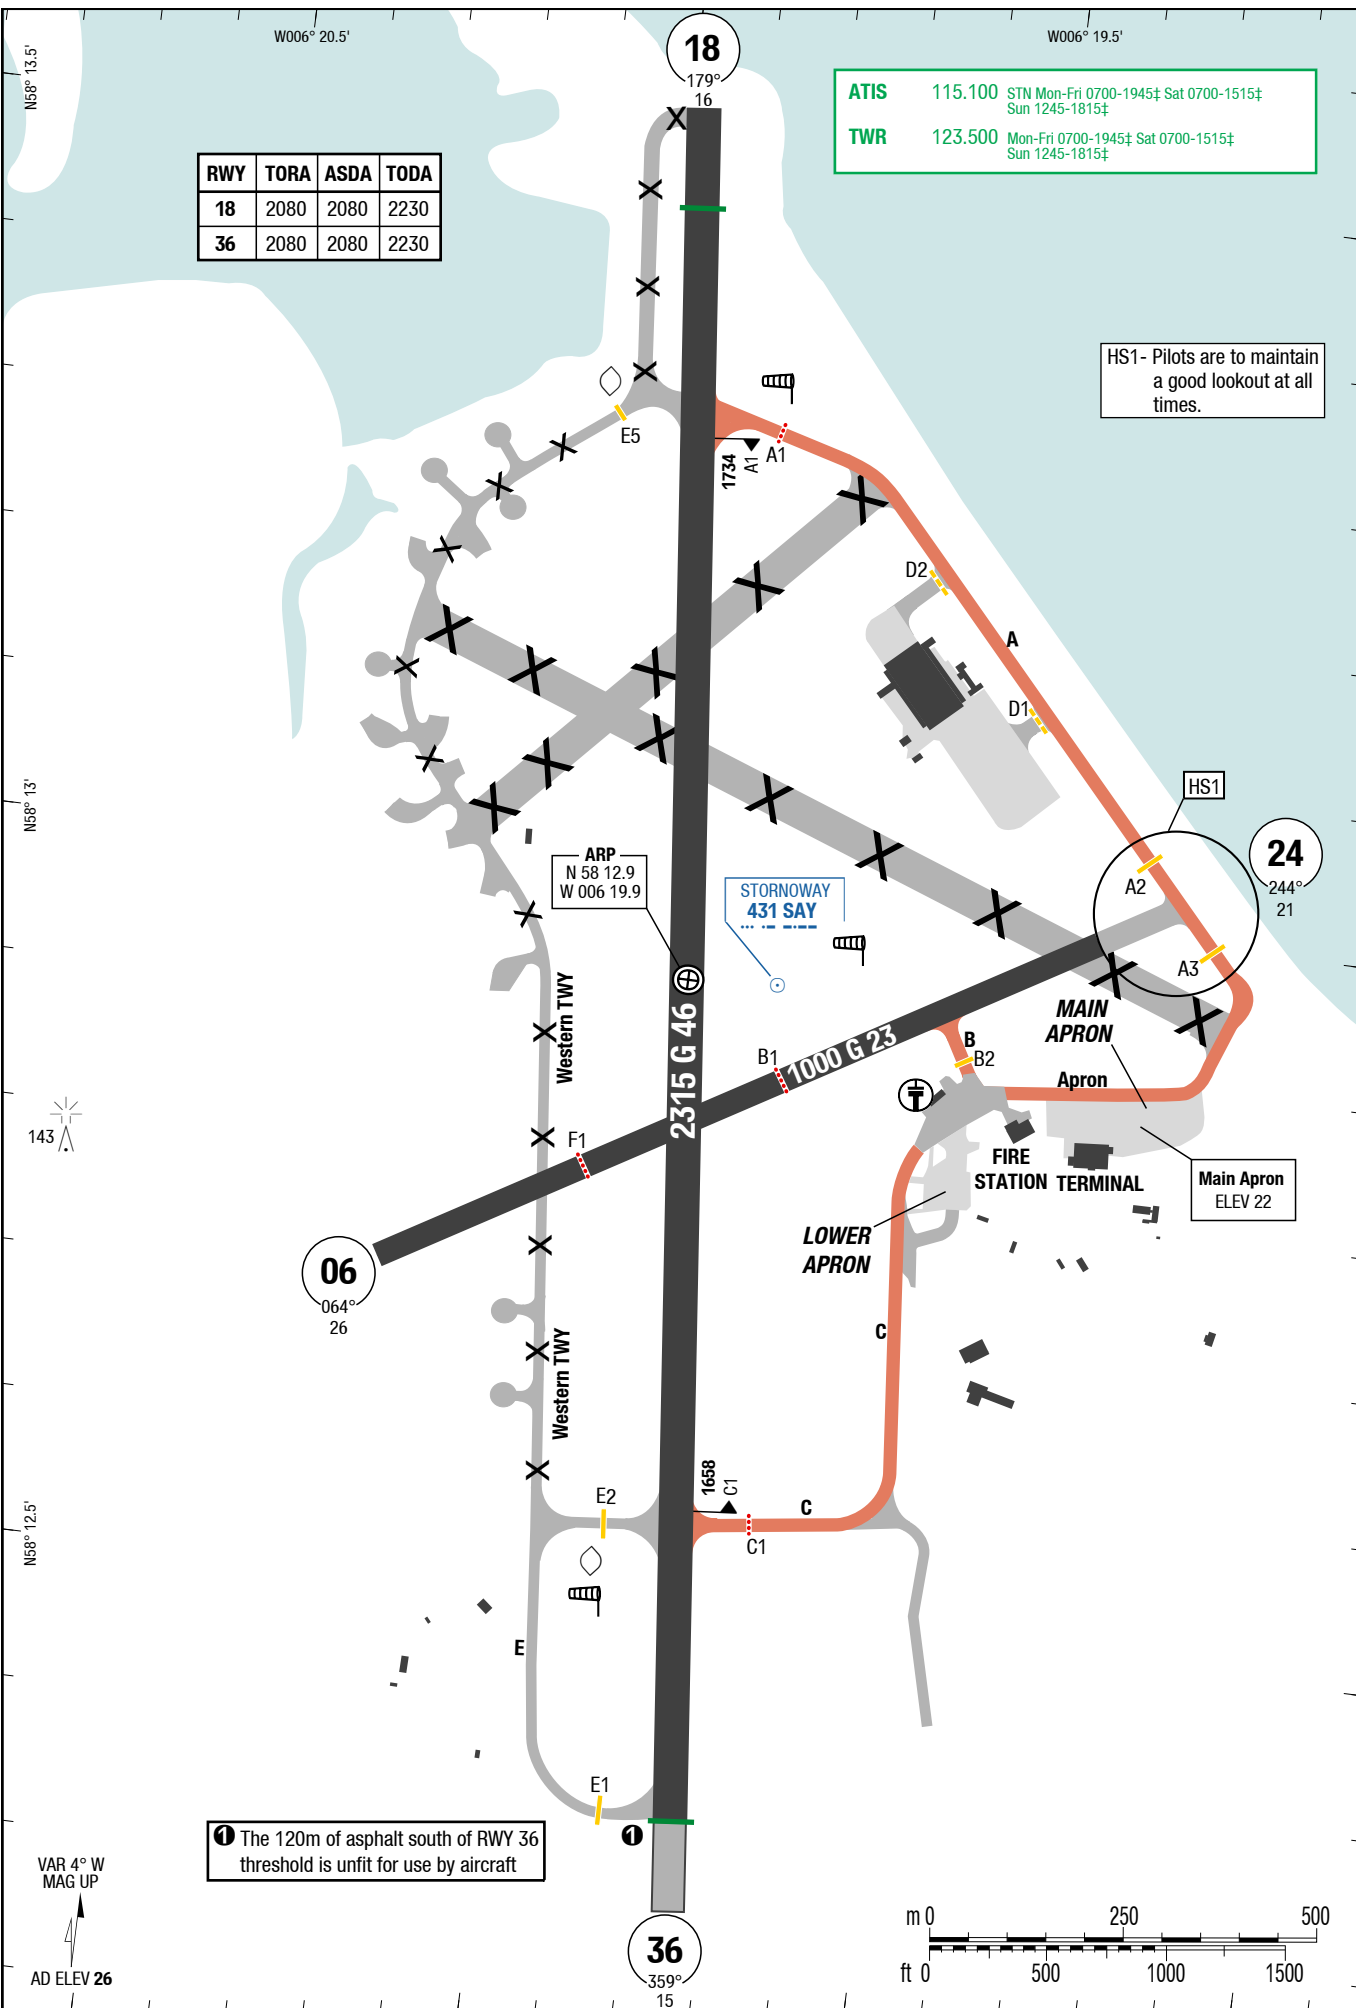 W006° 20.5'
18
179°
16
W006° 19.5'
N58° 13.5'
ATIS 115.100 STN Mon-Fri 0700-1945‡ Sat 0700-1515‡
Sun 1245-1815‡
TWR 123.500 Mon-Fri 0700-1945‡ Sat 0700-1515‡
Sun 1245-1815‡
RWY TORA ASDA TODA
18 2080 2080 2230
36 2080 2080 2230
HS1- Pilots are to maintain
a good lookout at all
times.
E5
1734
A1
A1
D2
A
D1
HS1
N58° 13'
24
244°
21
ARP
N 58 12.9
W 006 19.9
STORNOWAY
431 SAY
A2
A3
Western TWY
2315 G 46
MAIN
APRON
B
B2
B1
1000 G 23
Apron
143
F1
FIRE
STATION
TERMINAL
Main Apron
ELEV 22
LOWER
APRON
06
064°
26
C
Western TWY
1658
C1
C
E2
C1
N58° 12.5'
E
E1
1 The 120m of asphalt south of RWY 36
threshold is unfit for use by aircraft
1
VAR 4° W
MAG UP
AD ELEV 26
36
359°
15
m 0 250 500
ft 0 500 1000 1500